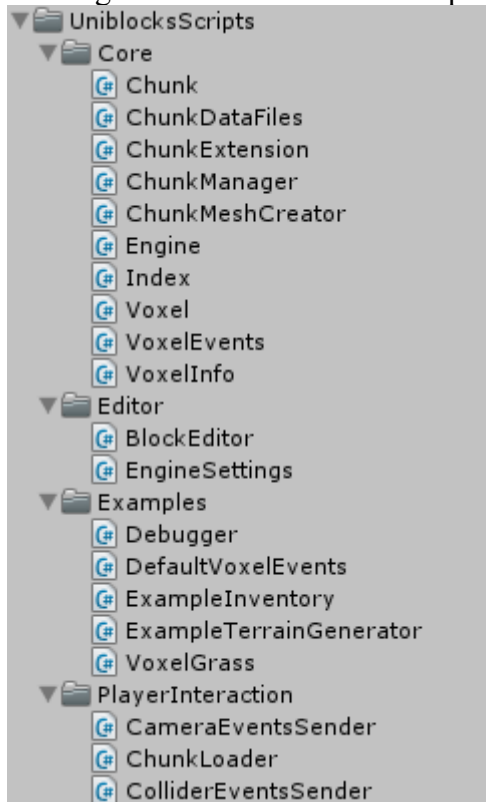 UniblocksScripts
Core
Chunk
ChunkDataFiles
ChunkExtension
ChunkManager
ChunkMeshCreator
Engine
Index
Voxel
VoxelEvents
VoxelInfo
Editor
BlockEditor
EngineSettings
Examples
Debugger
DefaultVoxelEvents
ExampleInventory
ExampleTerrainGenerator
VoxelGrass
PlayerInteraction
CameraEventsSender
ChunkLoader
ColliderEventsSender